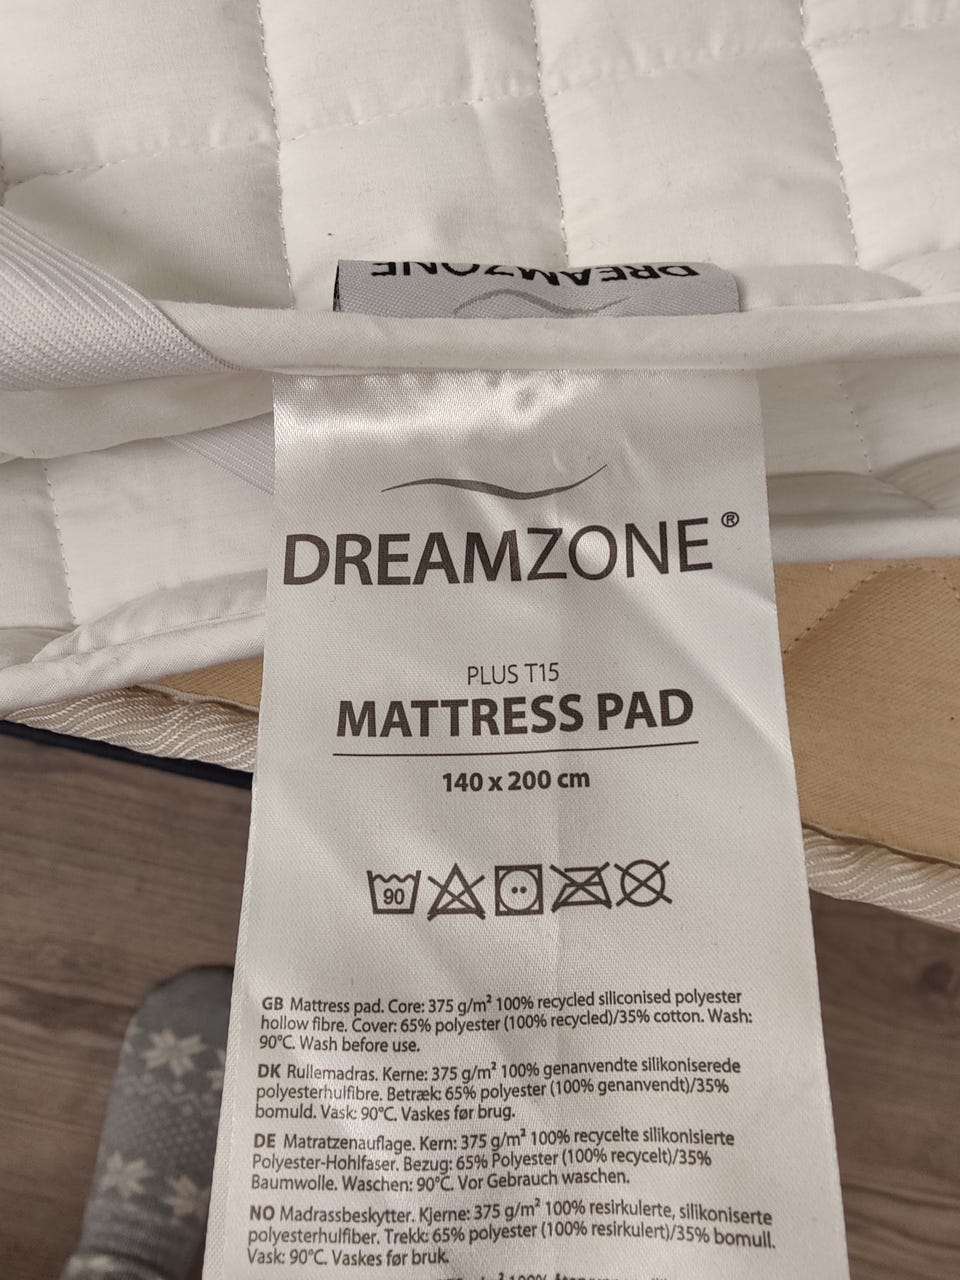 DREAMZONE
DREAMZONE®
PLUS T15
MATTRESS PAD
140 x 200 cm
90
GB Mattress pad. Core: 375 g/m² 100% recycled siliconised polyester
hollow fibre. Cover: 65% polyester (100% recycled)/35% cotton. Wash:
90°C. Wash before use.
DK Rullemadras. Kerne: 375 g/m² 100% genanvendte silikoniserede
polyesterhulfibre. Betræk: 65% polyester (100% genanvendt)/35%
bomuld. Vask: 90°C. Vaskes før brug.
DE Matratzenauflage. Kern: 375 g/m² 100% recycelte silikonisierte
Polyester-Hohlfaser. Bezug: 65% Polyester (100% recycelt)/35%
Baumwolle. Waschen: 90°C. Vor Gebrauch waschen.
NO Madrassbeskytter. Kjerne: 375 g/m² 100% resirkulerte, silikoniserte
polyesterhulfiber. Trekk: 65% polyester (100% resirkulert)/35% bomull.
Vask: 90°C. Vaskes før bruk.